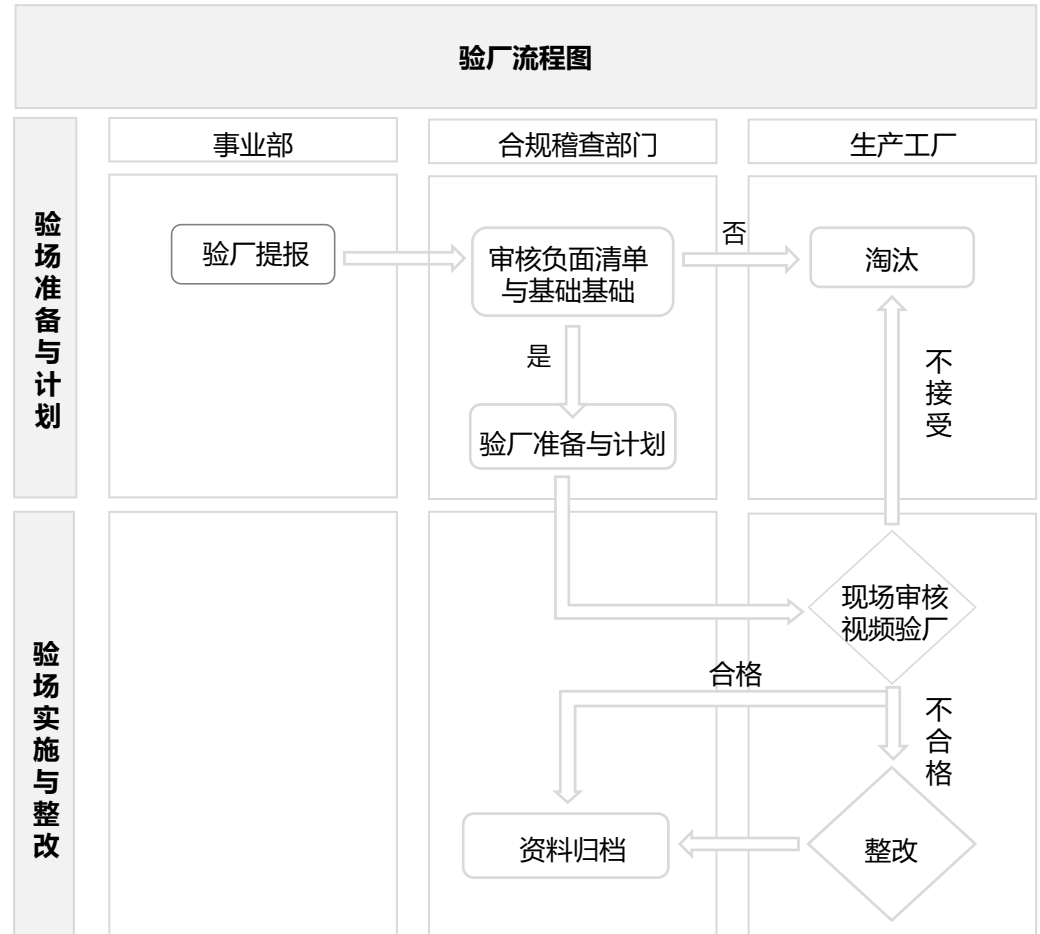 验厂流程图
事业部
合规稽查部门
生产工厂
验场准备与计划
验厂提报
审核负面清单
与基础基础
否
淘汰
是
不接受
验厂准备与计划
验场实施与整改
现场审核
视频验厂
合格
不合格
资料归档
整改